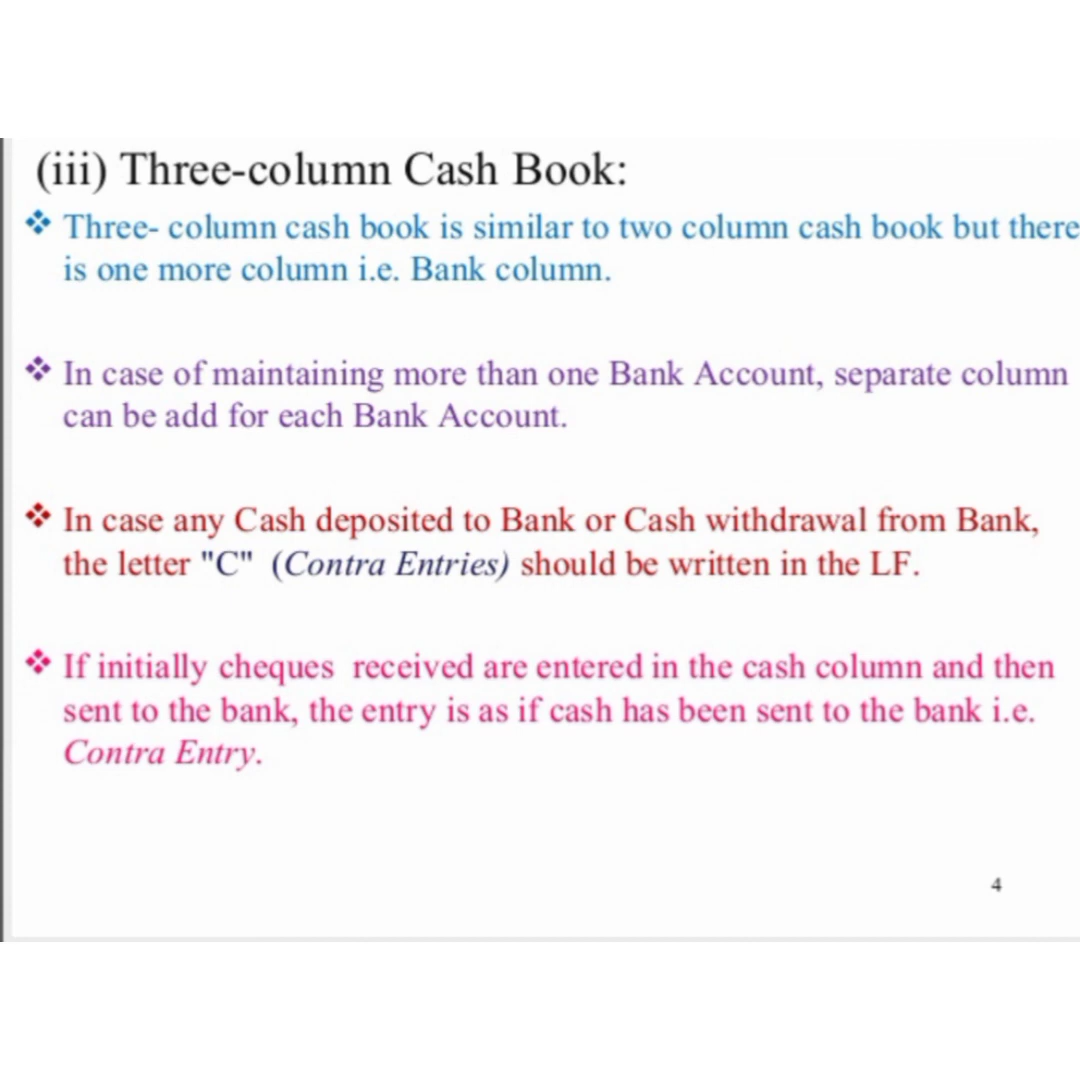 (iii) Three-column Cash Book:
❖ Three- column cash book is similar to two column cash book but there
is one more column i.e. Bank column.
❖ In case of maintaining more than one Bank Account, separate column
can be add for each Bank Account.
❖ In case any Cash deposited to Bank or Cash withdrawal from Bank,
the letter "C" (Contra Entries) should be written in the LF.
❖ If initially cheques received are entered in the cash column and then
sent to the bank, the entry is as if cash has been sent to the bank i.e.
Contra Entry.
4